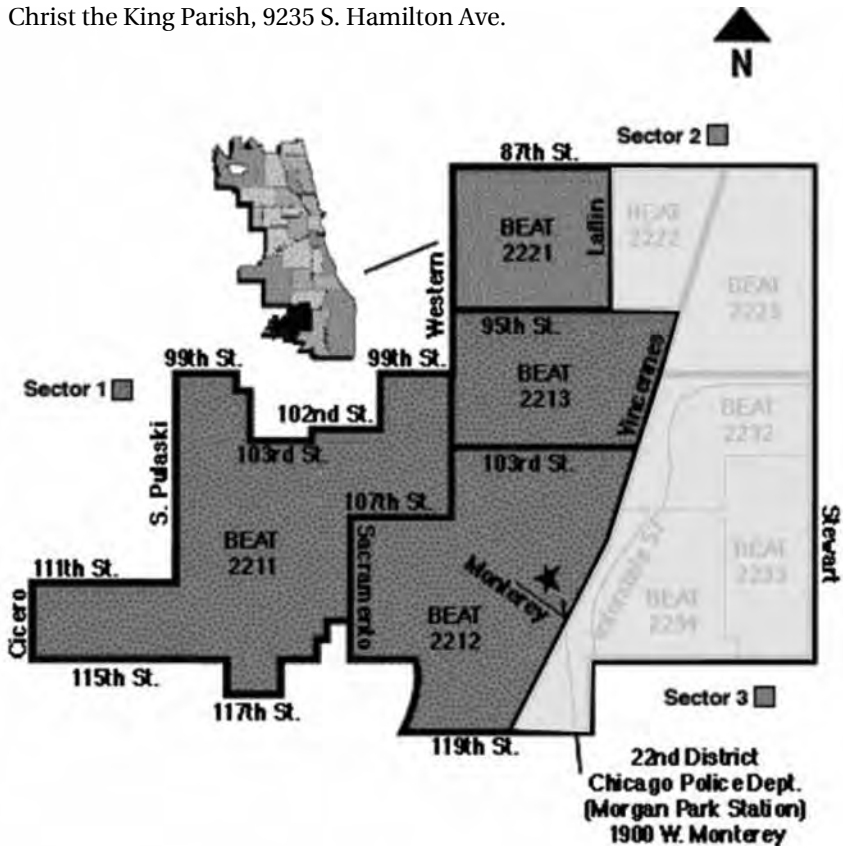 Christ the King Parish, 9235 S. Hamilton Ave.
N
Sector 2
87th St.
BEAT
2221
Laflin
BEAT
2222
BEAT
2223
Western
95th St.
BEAT
2213
Vincennes
99th St.
99th St.
Sector 1
102nd St.
103rd St.
S. Pulaski
103rd St.
BEAT
2232
107th St.
BEAT
2211
Sacramento
Monterey
BEAT
2212
Interstate 57
BEAT
2233
BEAT
2234
Stewart
111th St.
Cicero
115th St.
117th St.
119th St.
Sector 3
22nd District
Chicago Police Dept.
(Morgan Park Station)
1900 W. Monterey